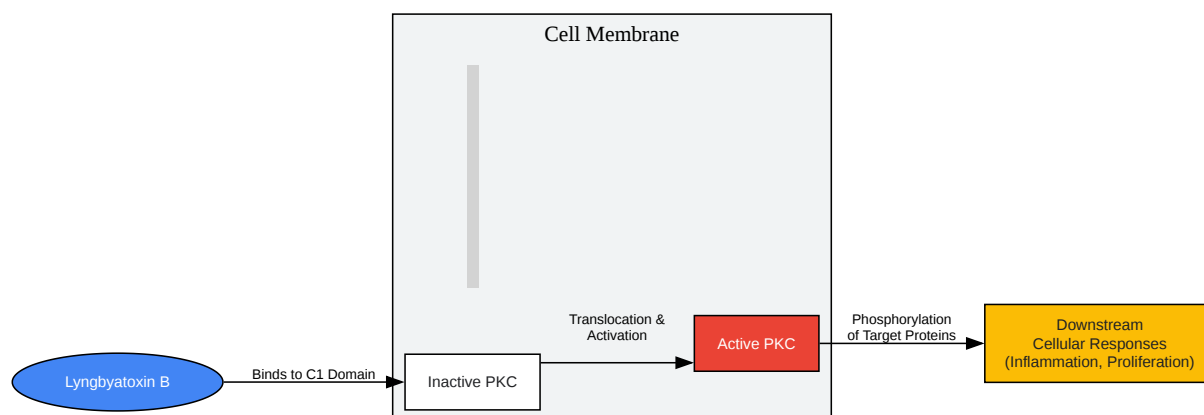 Cell Membrane
Lyngbyatoxin B
Binds to C1 Domain
Inactive PKC
Translocation &
Activation
Active PKC
Phosphorylation
of Target Proteins
Downstream
Cellular Responses
(Inflammation, Proliferation)